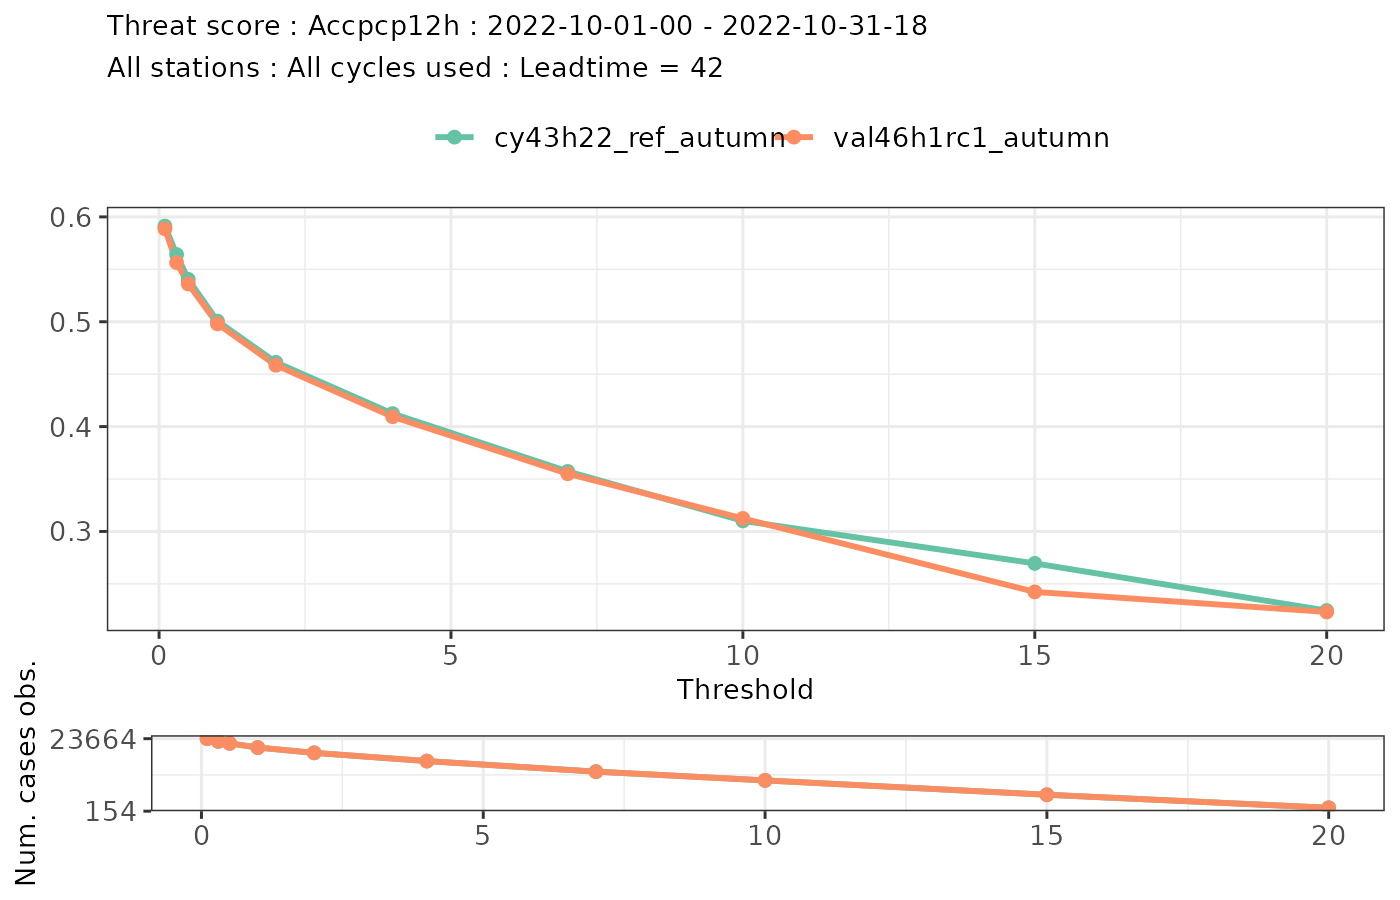 Threat score : Accpcp12h : 2022-10-01-00 - 2022-10-31-18
All stations : All cycles used : Leadtime = 42
cy43h22_ref_autumn val46h1rc1_autumn
0.6
0.5
0.4
0.3
0 5 10 15 20
Threshold
Num. cases obs.
23664
154
0 5 10 15 20